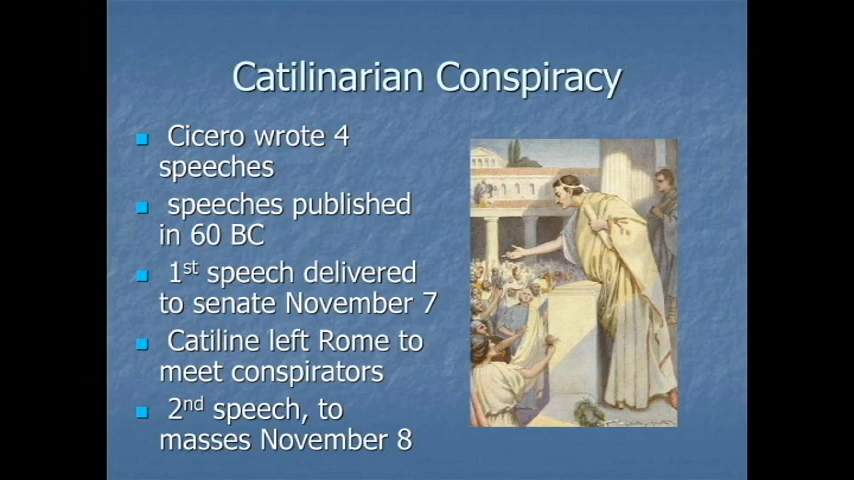 Catilinarian Conspiracy
Cicero wrote 4
speeches
speeches published
in 60 BC
1st speech delivered
to senate November 7
Catiline left Rome to
meet conspirators
2nd speech, to
masses November 8